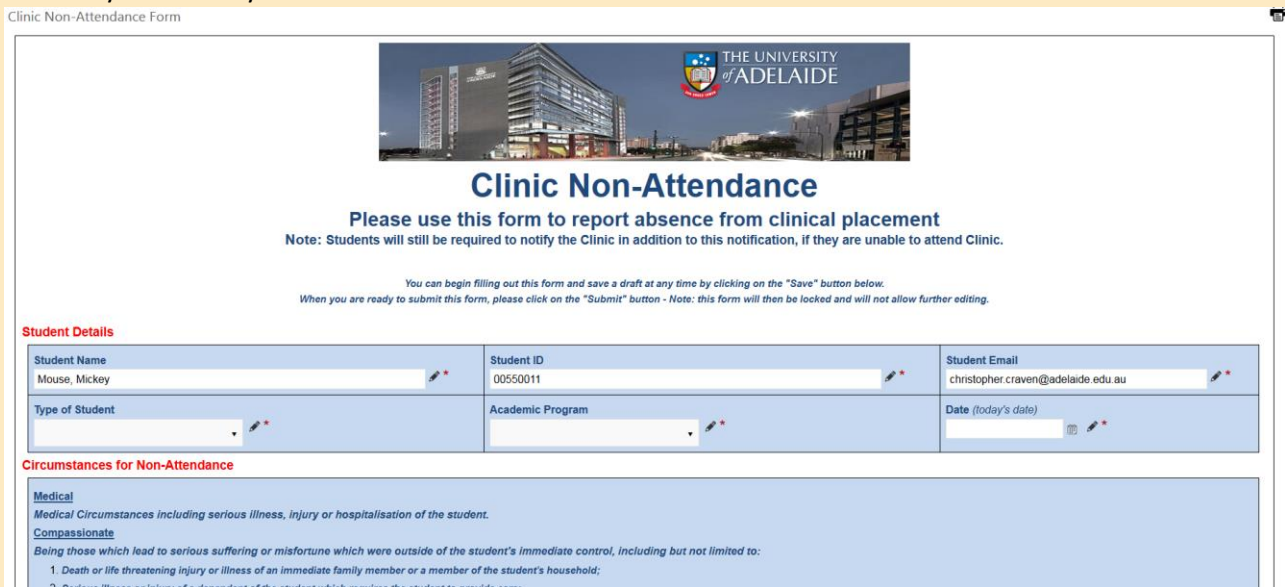 Clinic Non-Attendance Form
THE UNIVERSITY
of ADELAIDE
Clinic Non-Attendance
Please use this form to report absence from clinical placement
Note: Students will still be required to notify the Clinic in addition to this notification, if they are unable to attend Clinic.
You can begin filling out this form and save a draft at any time by clicking on the "Save" button below.
When you are ready to submit this form, please click on the "Submit" button - Note: this form will then be locked and will not allow further editing.
Student Details
Student Name
Mouse, Mickey *
Student ID
00550011 *
Student Email
christopher.craven@adelaide.edu.au *
Type of Student
*
Academic Program
*
Date (today's date)
*
Circumstances for Non-Attendance
Medical
Medical Circumstances including serious illness, injury or hospitalisation of the student.
Compassionate
Being those which lead to serious suffering or misfortune which were outside of the student's immediate control, including but not limited to:
1. Death or life threatening injury or illness of an immediate family member or a member of the student's household;